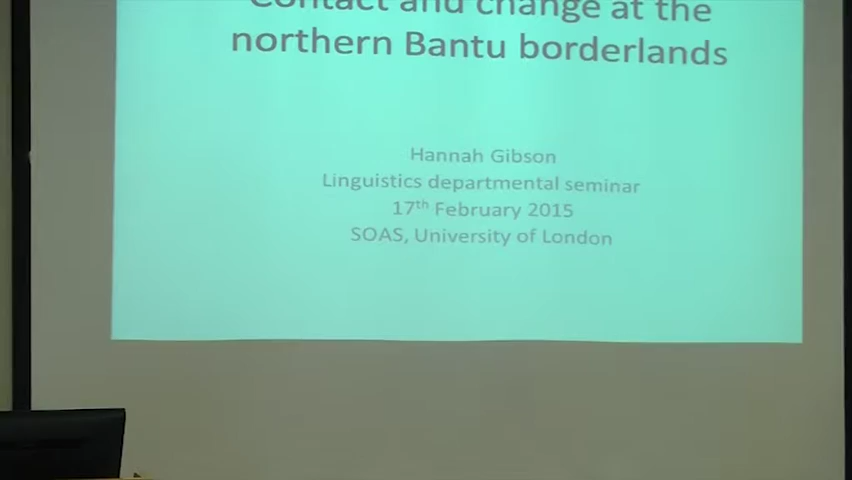 Contact and change at the
northern Bantu borderlands
Hannah Gibson
Linguistics departmental seminar
17th February 2015
SOAS, University of London